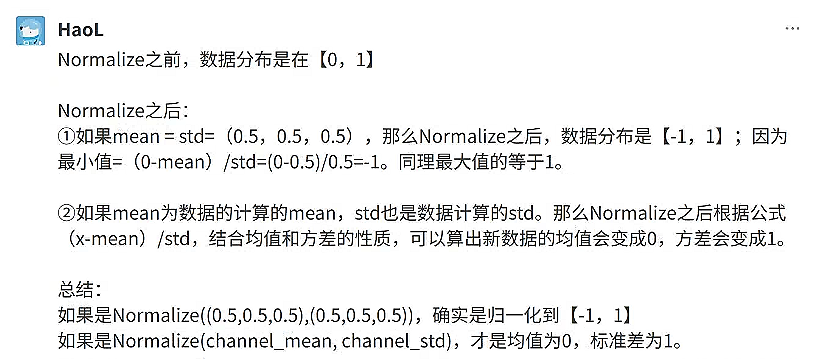 HaoL
Normalize之前，数据分布是在【0，1】
Normalize之后：
①如果mean = std=（0.5，0.5，0.5），那么Normalize之后，数据分布是【-1，1】；因为
最小值=（0-mean）/std=(0-0.5)/0.5=-1。同理最大值的等于1。
②如果mean为数据的计算的mean，std也是数据计算的std。那么Normalize之后根据公式
（x-mean）/std，结合均值和方差的性质，可以算出新数据的均值会变成0，方差会变成1。
总结：
如果是Normalize((0.5,0.5,0.5),(0.5,0.5,0.5))，确实是归一化到【-1，1】
如果是Normalize(channel_mean, channel_std)，才是均值为0，标准差为1。